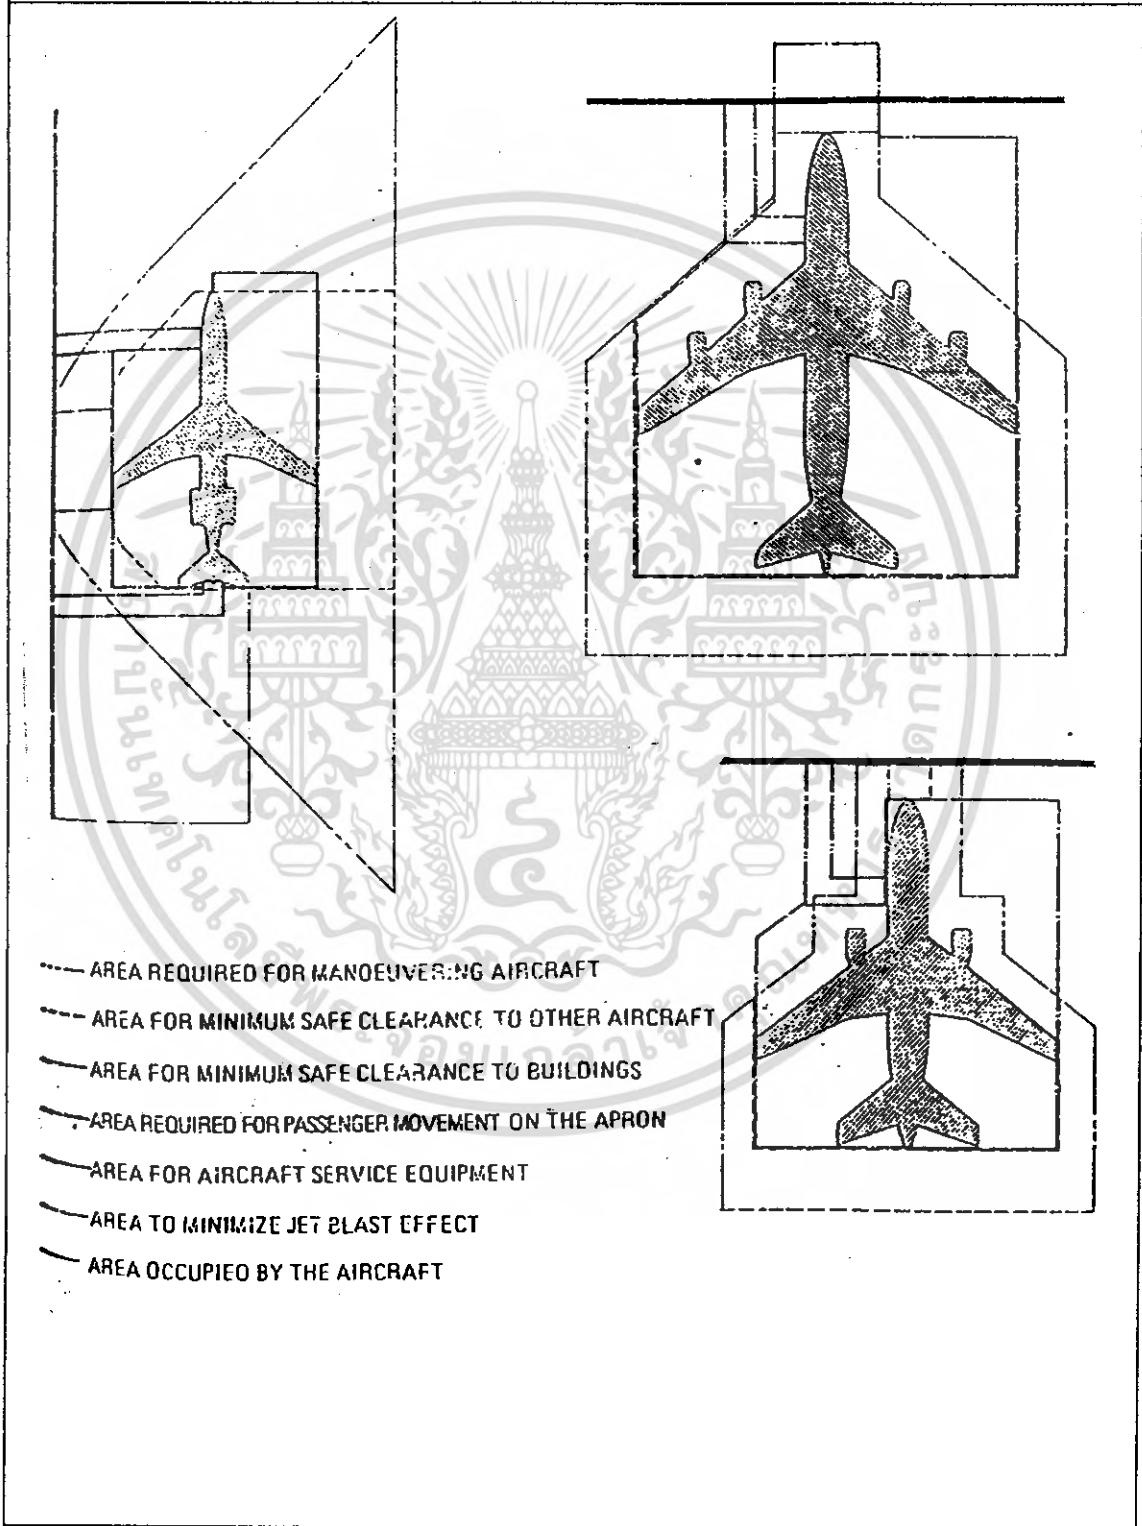 AREA REQUIRED FOR MANOEUVERING AIRCRAFT
AREA FOR MINIMUM SAFE CLEARANCE TO OTHER AIRCRAFT
AREA FOR MINIMUM SAFE CLEARANCE TO BUILDINGS
AREA REQUIRED FOR PASSENGER MOVEMENT ON THE APRON
AREA FOR AIRCRAFT SERVICE EQUIPMENT
AREA TO MINIMIZE JET BLAST EFFECT
AREA OCCUPIED BY THE AIRCRAFT